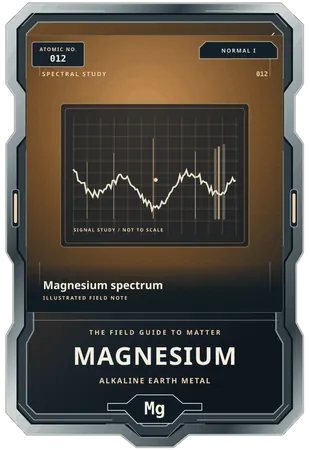 ATOMIC NO.
012
NORMAL I
SPECTRAL STUDY
012
SIGNAL STUDY / NOT TO SCALE
Magnesium spectrum
ILLUSTRATED FIELD NOTE
THE FIELD GUIDE TO MATTER
MAGNESIUM
ALKALINE EARTH METAL
Mg